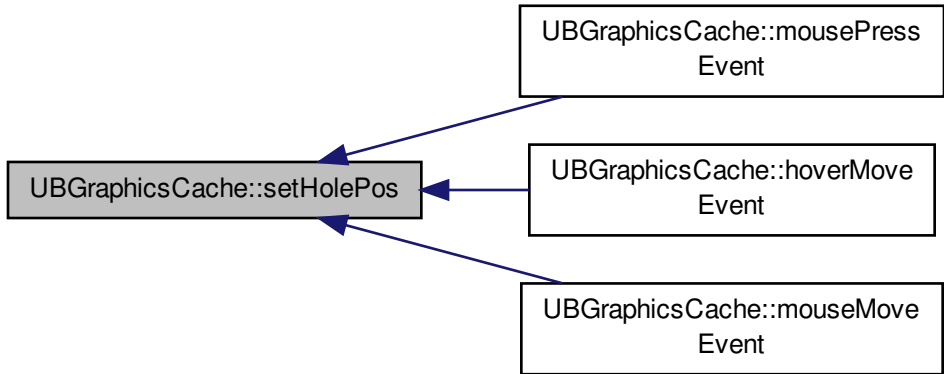 UBGraphicsCache::mousePress
Event
UBGraphicsCache::setHolePos
UBGraphicsCache::hoverMove
Event
UBGraphicsCache::mouseMove
Event